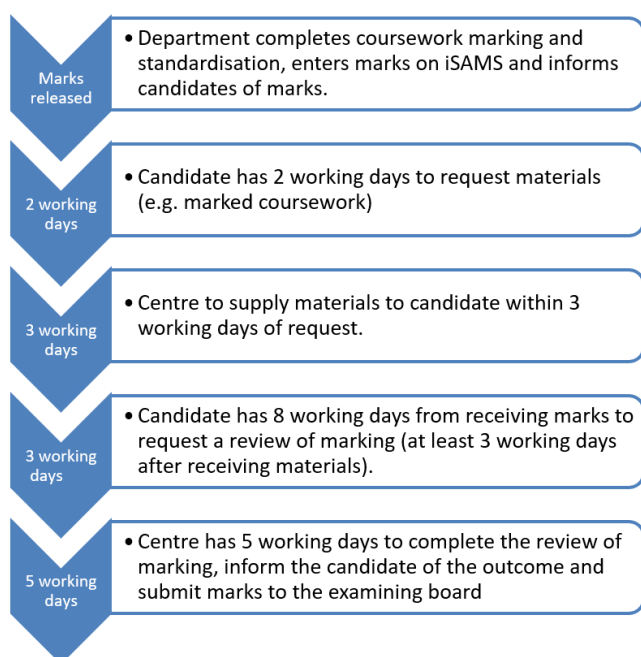 Marks
released
• Department completes coursework marking and
standardisation, enters marks on iSAMS and informs
candidates of marks.
2 working
days
• Candidate has 2 working days to request materials
(e.g. marked coursework)
3 working
days
• Centre to supply materials to candidate within 3
working days of request.
3 working
days
• Candidate has 8 working days from receiving marks to
request a review of marking (at least 3 working days
after receiving materials).
5 working
days
• Centre has 5 working days to complete the review of
marking, inform the candidate of the outcome and
submit marks to the examining board